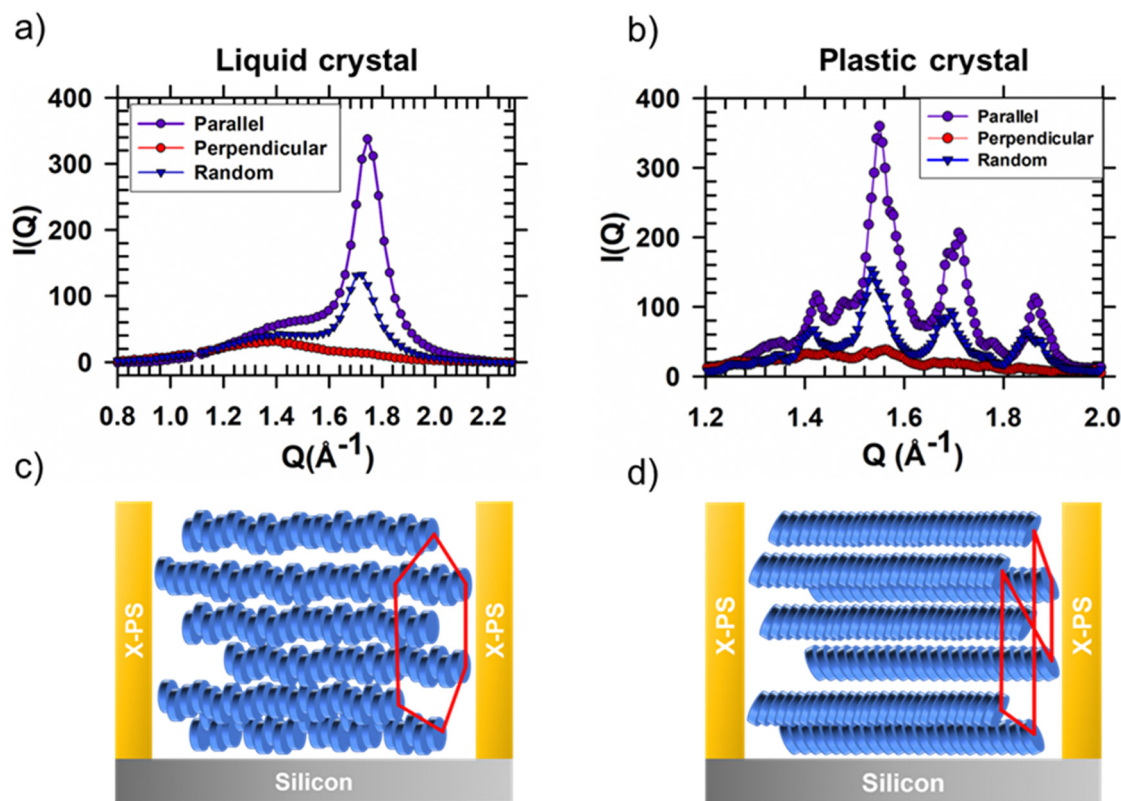 a)
Liquid crystal
400
300
200
100
0
I(Q)
Parallel
Perpendicular
Random
0.8 1.0 1.2 1.4 1.6 1.8 2.0 2.2
Q(Å-1)
b)
Plastic crystal
400
300
200
100
0
I(Q)
Parallel
Perpendicular
Random
1.2 1.4 1.6 1.8 2.0
Q (Å-1)
c)
X-PS
X-PS
Silicon
d)
X-PS
X-PS
Silicon